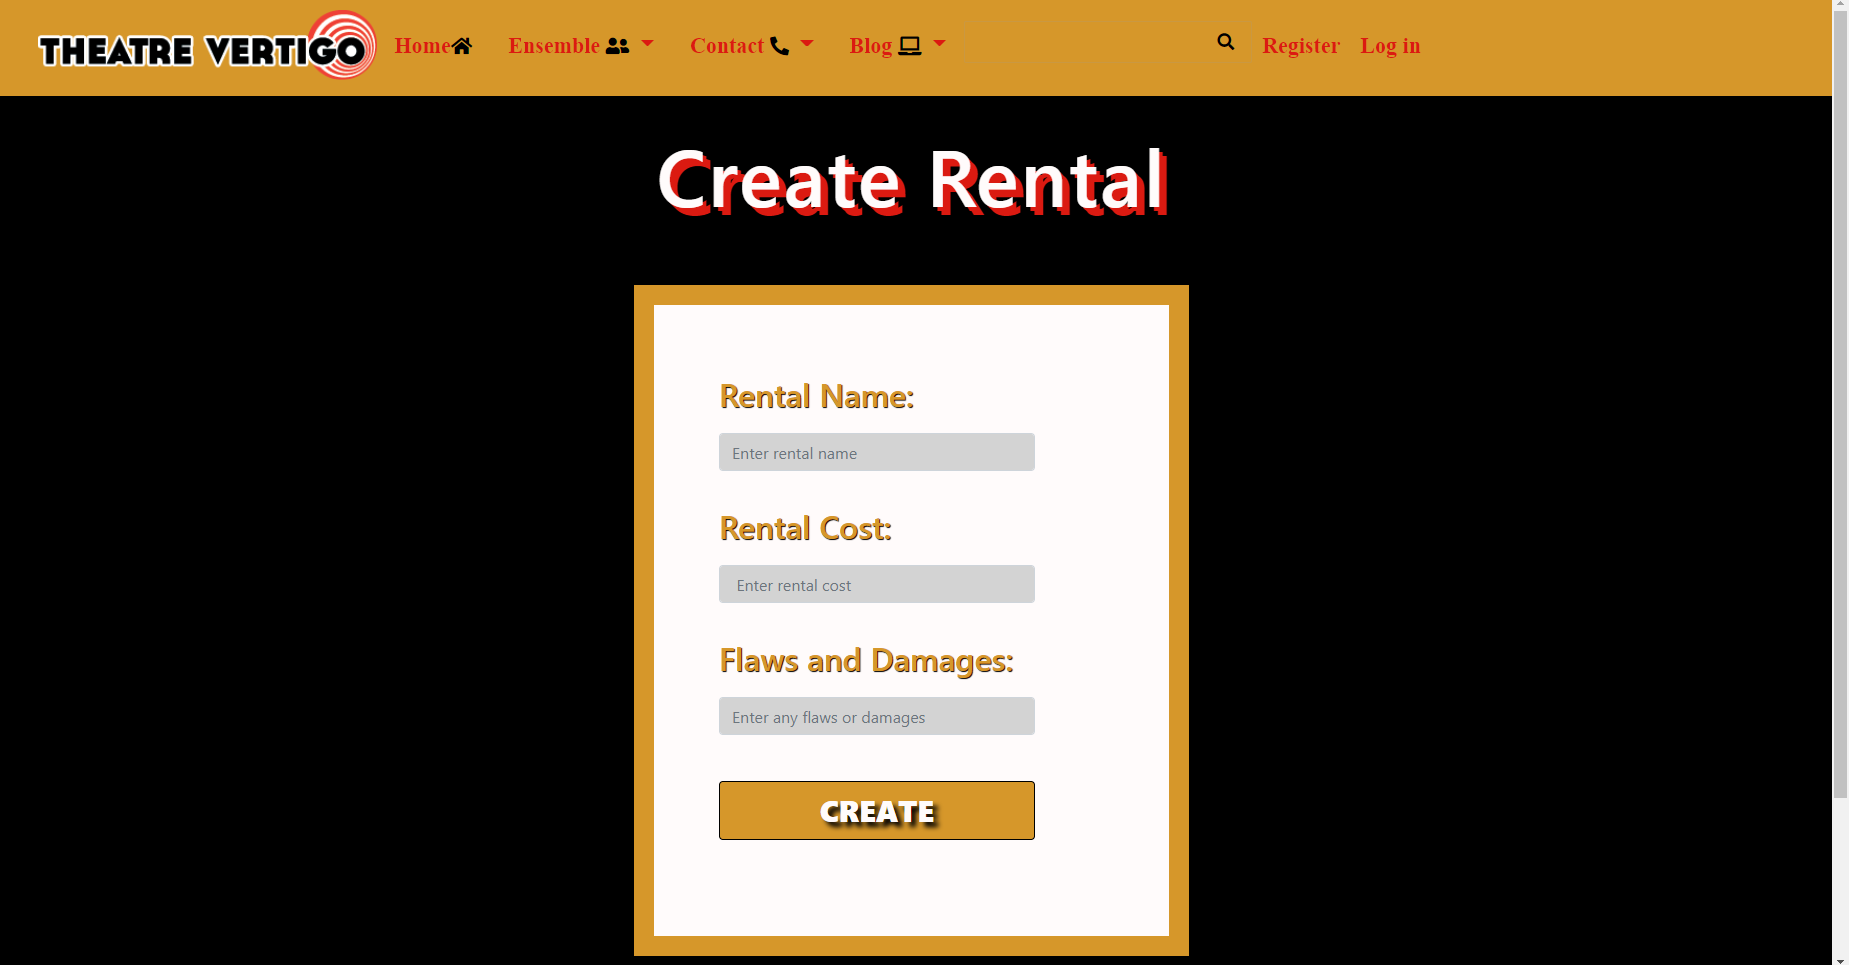 THEATRE VERTIGO Home Ensemble Contact Blog Register Log in
Create Rental
Rental Name:
Enter rental name
Rental Cost:
Enter rental cost
Flaws and Damages:
Enter any flaws or damages
CREATE